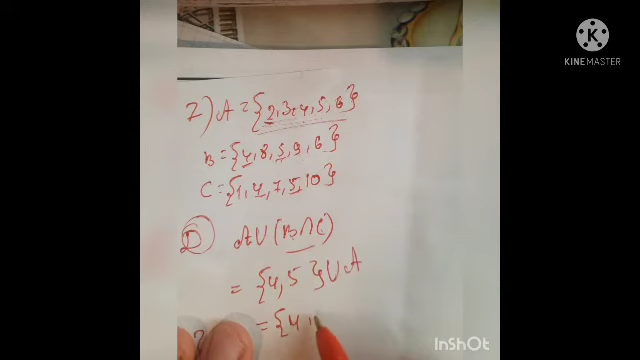 K
KINEMASTER
7) A = {2, 3, 4, 5, 6}
B = {4, 8, 5, 9, 6}
C = {1, 4, 7, 5, 10}
D A∪(B∩C)
= {4, 5}∪A
= {4,
InShOt